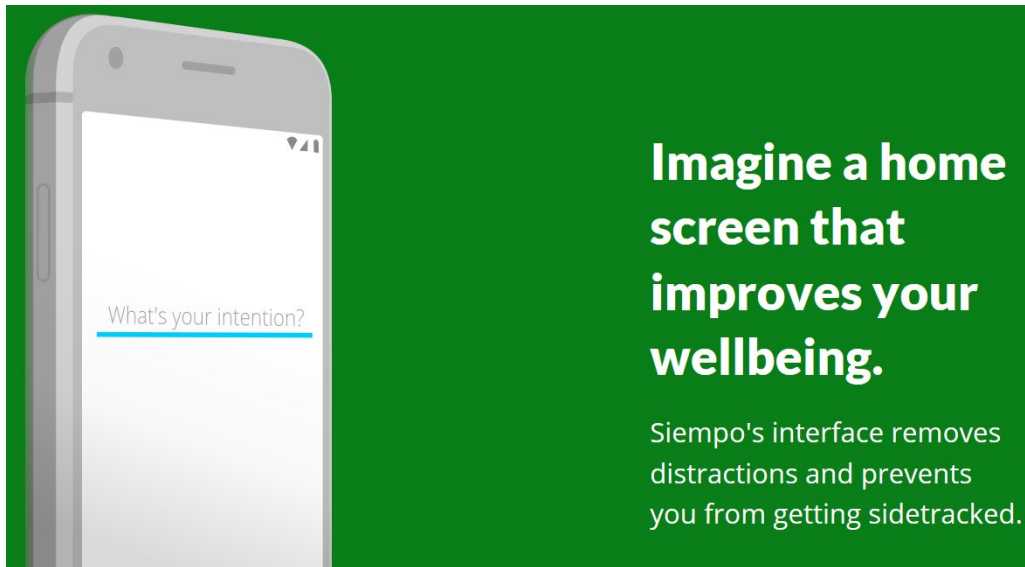 What's your intention?
Imagine a home
screen that
improves your
wellbeing.
Siempo's interface removes
distractions and prevents
you from getting sidetracked.